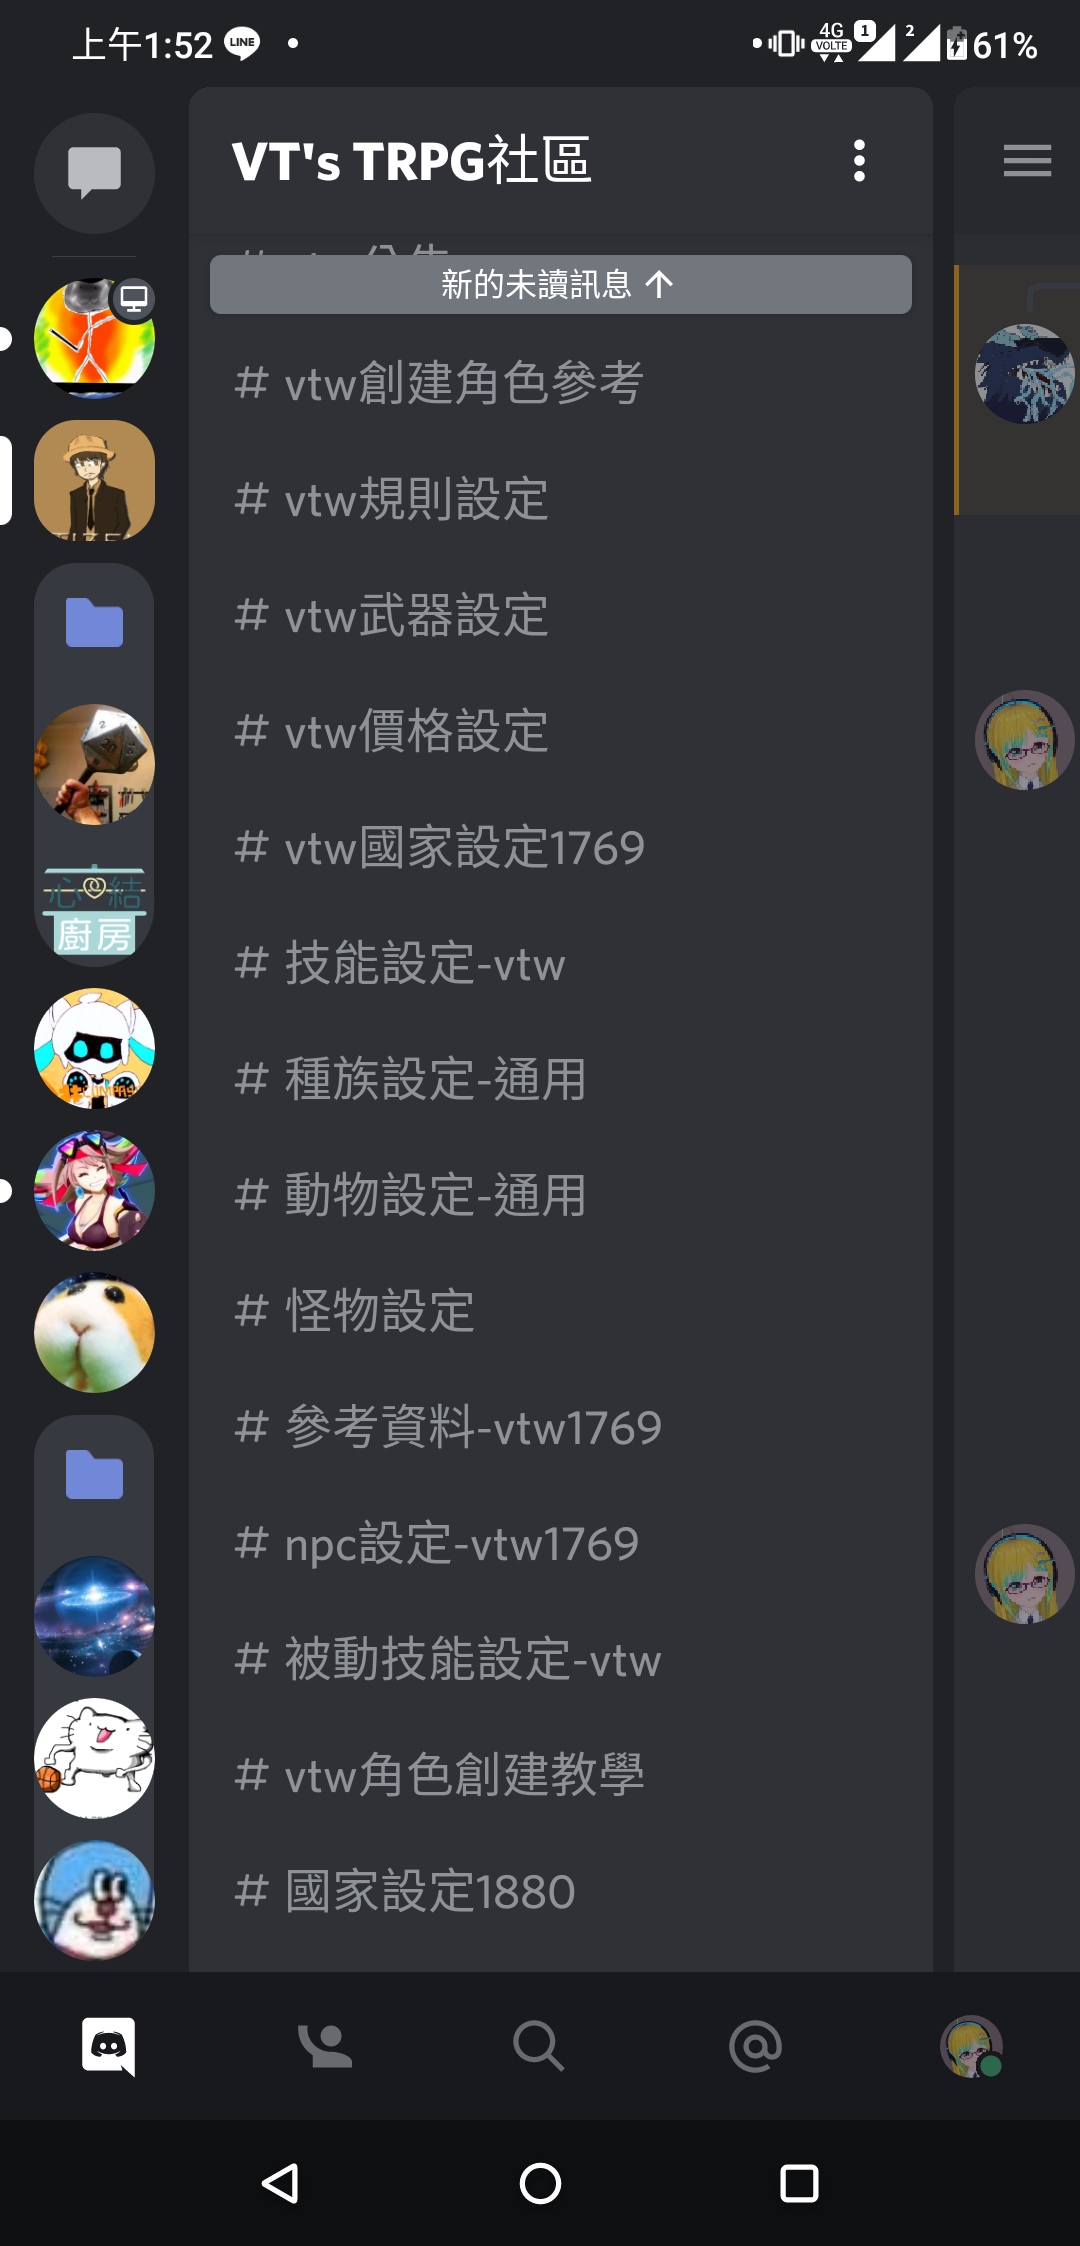 上午1:52 LINE
4G VOLTE 1 2 61%
VT's TRPG社區
新的未讀訊息 ↑
# vtw創建角色參考
# vtw規則設定
# vtw武器設定
# vtw價格設定
# vtw國家設定1769
心 結
廚房
# 技能設定-vtw
# 種族設定-通用
# 動物設定-通用
# 怪物設定
# 參考資料-vtw1769
# npc設定-vtw1769
# 被動技能設定-vtw
# vtw角色創建教學
# 國家設定1880